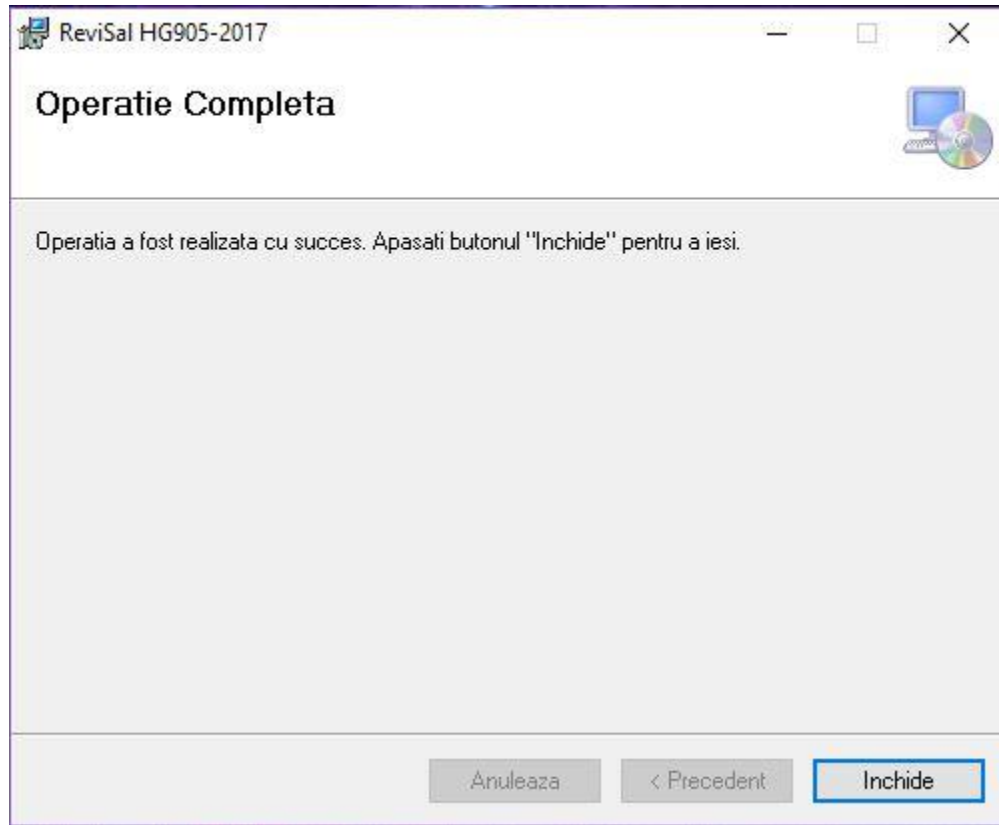 ReviSal HG905-2017
Operatie Completa
Operatia a fost realizata cu succes. Apasati butonul "Inchide" pentru a iesi.
Anuleaza
< Precedent
Inchide